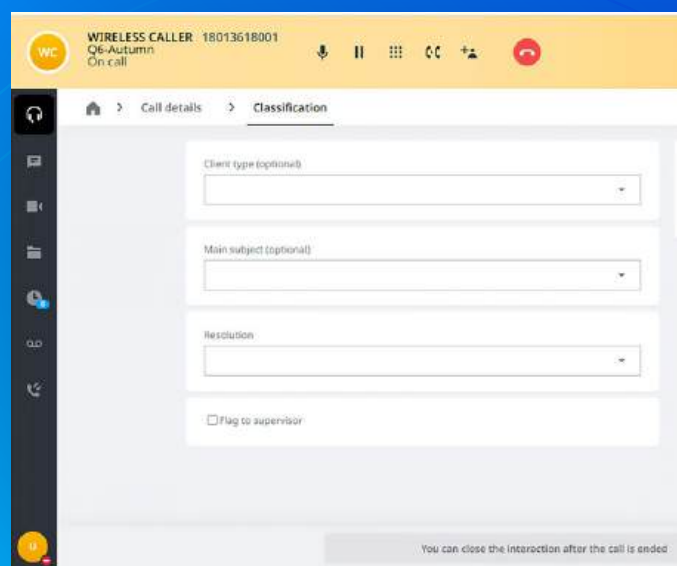 WC
WIRELESS CALLER 18013618001
Q6-Autumn
On call
Call details
Classification
Client type (optional)
Main subject (optional)
Resolution
Flag to supervisor
U
You can close the interaction after the call is ended